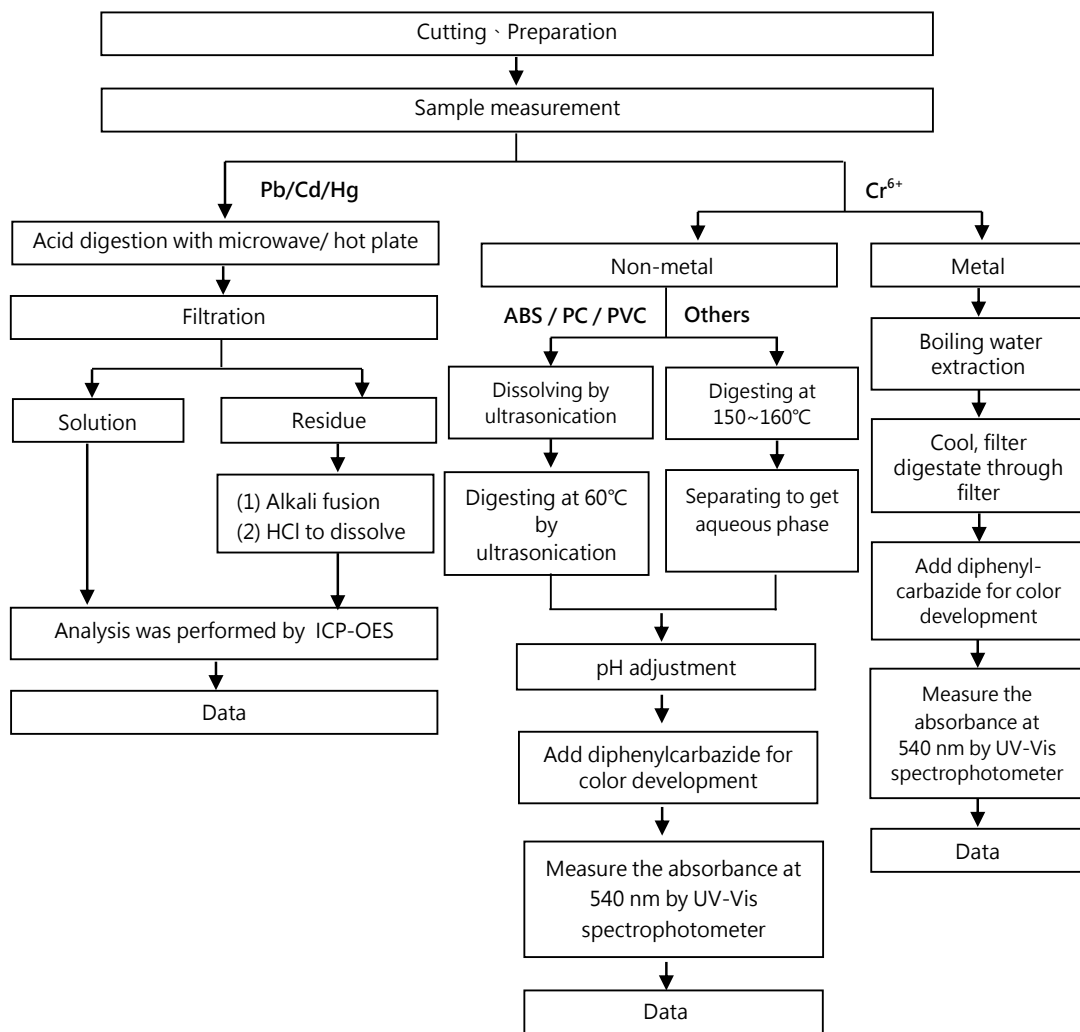 Cutting、Preparation
Sample measurement
Pb/Cd/Hg
Acid digestion with microwave/ hot plate
Filtration
Solution
Residue
(1) Alkali fusion
(2) HCl to dissolve
Analysis was performed by ICP-OES
Data
Cr⁶⁺
Non-metal
ABS / PC / PVC
Others
Dissolving by
ultrasonication
Digesting at 60℃
by
ultrasonication
Digesting at
150~160℃
Separating to get
aqueous phase
pH adjustment
Add diphenylcarbazide for
color development
Measure the absorbance at
540 nm by UV-Vis
spectrophotometer
Data
Metal
Boiling water
extraction
Cool, filter
digestate through
filter
Add diphenyl-
carbazide for color
development
Measure the
absorbance at
540 nm by UV-Vis
spectrophotometer
Data